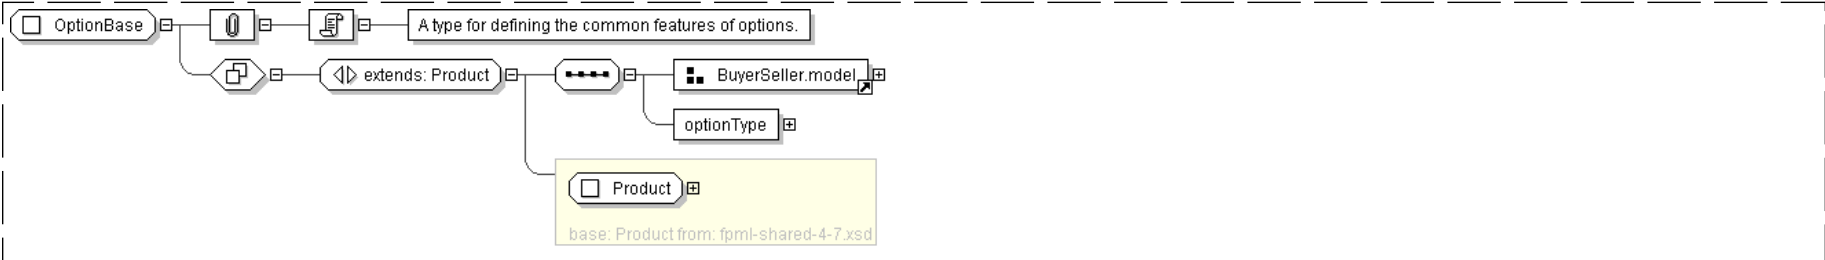 OptionBase
A type for defining the common features of options.
extends: Product
BuyerSeller.model
optionType
Product
base: Product from: fpml-shared-4-7.xsd